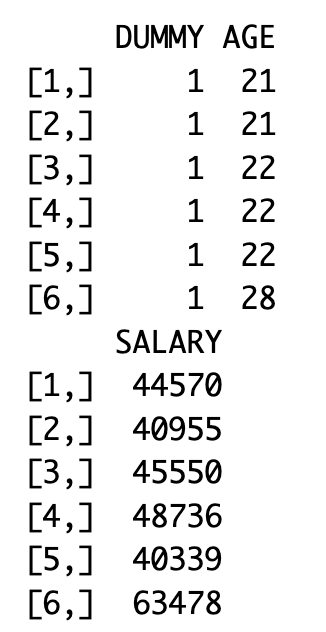 DUMMY AGE
[1,] 1 21
[2,] 1 21
[3,] 1 22
[4,] 1 22
[5,] 1 22
[6,] 1 28
SALARY
[1,] 44570
[2,] 40955
[3,] 45550
[4,] 48736
[5,] 40339
[6,] 63478